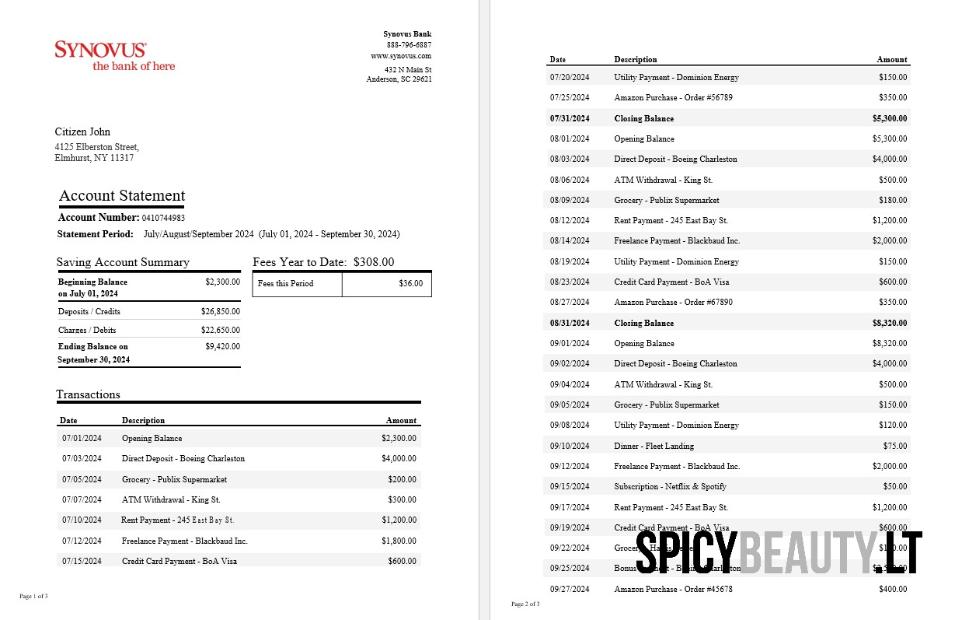 SYNOVUS
the bank of here
Synovus Bank
888-796-6887
www.synovus.com
432 N Main St
Anderson, SC 29621
Citizen John
4125 Elberston Street,
Elmhurst, NY 11317
Account Statement
Account Number: 0410744983
Statement Period: July/August/September 2024 (July 01, 2024 - September 30, 2024)
Saving Account Summary
Beginning Balance on July 01, 2024 $2,300.00
Deposits / Credits $26,850.00
Charges / Debits $22,650.00
Ending Balance on September 30, 2024 $9,420.00
Fees Year to Date: $308.00
Fees this Period $36.00
Transactions
Date Description Amount
07/01/2024 Opening Balance $2,300.00
07/03/2024 Direct Deposit - Boeing Charleston $4,000.00
07/05/2024 Grocery - Publix Supermarket $200.00
07/07/2024 ATM Withdrawal - King St. $300.00
07/10/2024 Rent Payment - 245 East Bay St. $1,200.00
07/12/2024 Freelance Payment - Blackbaud Inc. $1,800.00
07/15/2024 Credit Card Payment - BoA Visa $600.00
Page 1 of 3
Date Description Amount
07/20/2024 Utility Payment - Dominion Energy $150.00
07/25/2024 Amazon Purchase - Order #56789 $350.00
07/31/2024 Closing Balance $5,300.00
08/01/2024 Opening Balance $5,300.00
08/03/2024 Direct Deposit - Boeing Charleston $4,000.00
08/06/2024 ATM Withdrawal - King St. $500.00
08/09/2024 Grocery - Publix Supermarket $180.00
08/12/2024 Rent Payment - 245 East Bay St. $1,200.00
08/14/2024 Freelance Payment - Blackbaud Inc. $2,000.00
08/19/2024 Utility Payment - Dominion Energy $150.00
08/23/2024 Credit Card Payment - BoA Visa $600.00
08/27/2024 Amazon Purchase - Order #67890 $350.00
08/31/2024 Closing Balance $8,320.00
09/01/2024 Opening Balance $8,320.00
09/02/2024 Direct Deposit - Boeing Charleston $4,000.00
09/04/2024 ATM Withdrawal - King St. $500.00
09/05/2024 Grocery - Publix Supermarket $150.00
09/08/2024 Utility Payment - Dominion Energy $120.00
09/10/2024 Dinner - Fleet Landing $75.00
09/12/2024 Freelance Payment - Blackbaud Inc. $2,000.00
09/15/2024 Subscription - Netflix & Spotify $50.00
09/17/2024 Rent Payment - 245 East Bay St. $1,200.00
09/19/2024 Credit Card Payment - BoA Visa $600.00
09/22/2024
09/25/2024
SPICYBEAUTY.LT
09/27/2024 Amazon Purchase - Order #45678 $400.00
Page 2 of 3